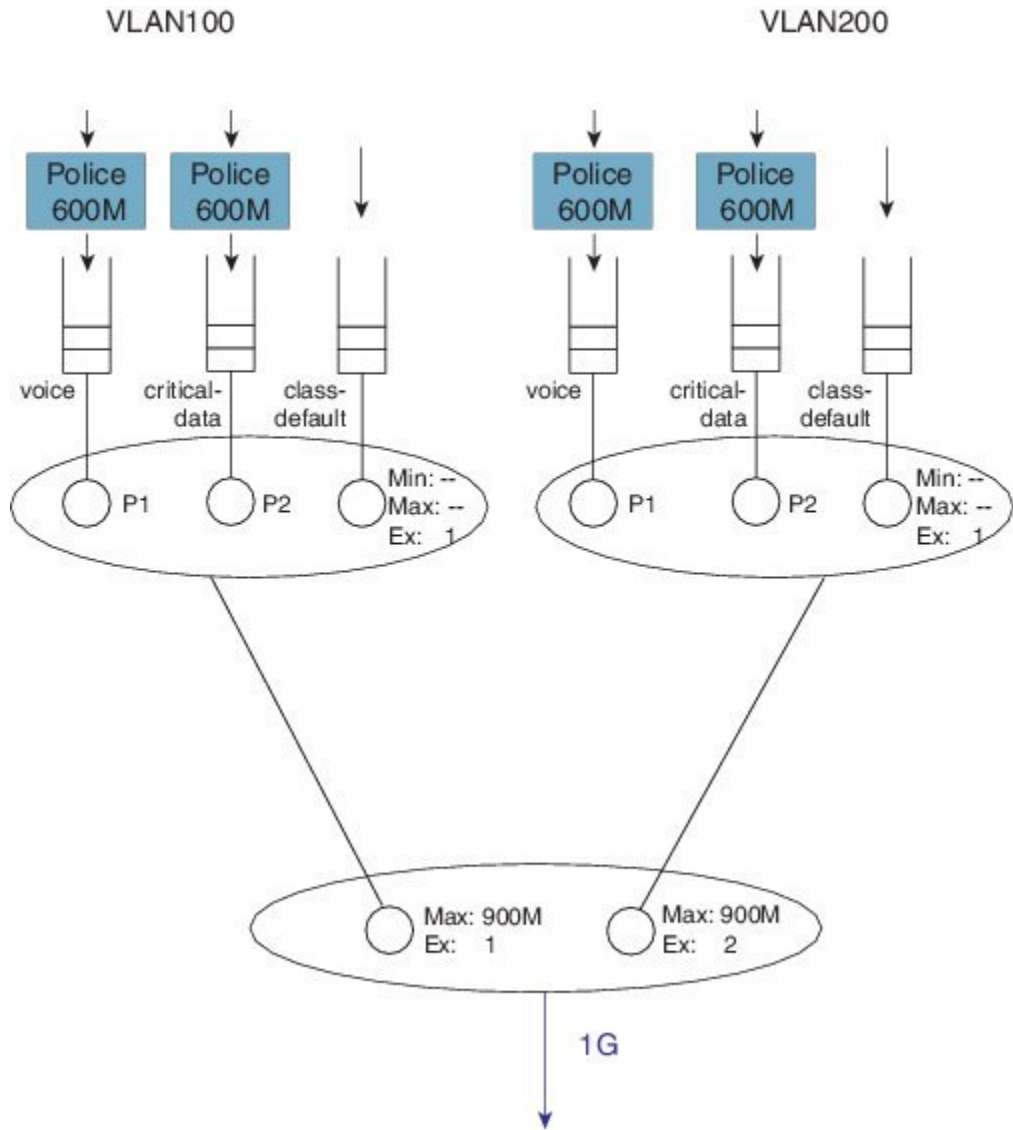 VLAN100
VLAN200
Police
600M
Police
600M
Police
600M
Police
600M
voice
critical-
data
class-
default
voice
critical-
data
class-
default
P1
P2
Min: --
Max: --
Ex: 1
P1
P2
Min: --
Max: --
Ex: 1
Max: 900M
Ex: 1
Max: 900M
Ex: 2
1G